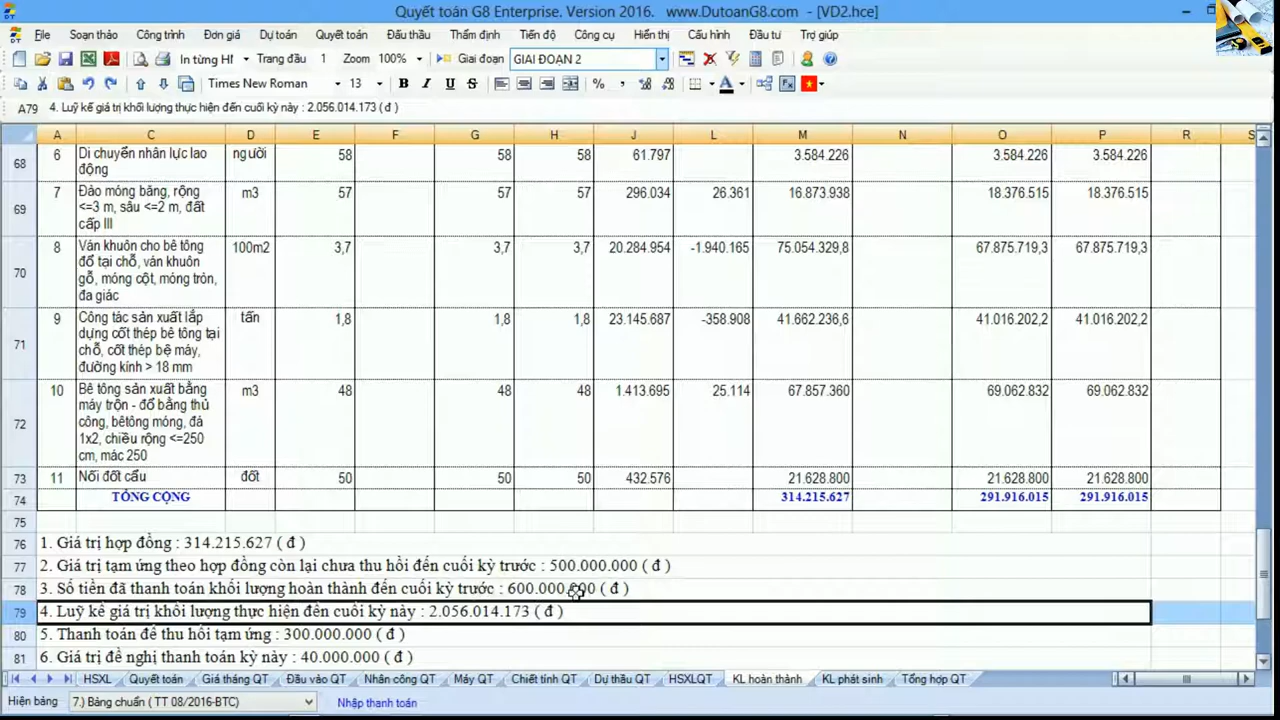 Quyết toán G8 Enterprise. Version 2016.   www.DutoanG8.com  - [VD2.hce]
File Soạn thảo Công trình Đơn giá Dự toán Quyết toán Đấu thầu Thẩm định Tiến độ Công cụ Hiển thị Cấu hình Đầu tư Trợ giúp
In từng HM Trang đầu 1 Zoom 100% Giai đoạn GIAI ĐOẠN 2
Times New Roman 13 B I U S
A79 4. Luỹ kế giá trị khối lượng thực hiện đến cuối kỳ này : 2.056.014.173 ( đ )
A C D E F G H J K L M N O P R S
68 6 Di chuyển nhân lực lao người 58 58 58 61.797 3.584.226 3.584.226 3.584.226
động
69 7 Đào móng băng, rộng m3 57 57 57 296.034 26.361 16.873.938 18.376.515 18.376.515
<=3 m, sâu <=2 m, đất
cấp III
70 8 Ván khuôn cho bê tông 100m2 3,7 3,7 3,7 20.284.954 -1.940.165 75.054.329,8 67.875.719,3 67.875.719,3
đổ tại chỗ, ván khuôn
gỗ, móng cột, móng tròn,
đa giác
71 9 Công tác sản xuất lắp tấn 1,8 1,8 1,8 23.145.687 -358.908 41.662.236,6 41.016.202,2 41.016.202,2
dựng cốt thép bê tông tại
chỗ, cốt thép bệ máy,
đường kính > 18 mm
72 10 Bê tông sản xuất bằng m3 48 48 48 1.413.695 25.114 67.857.360 69.062.832 69.062.832
máy trộn - đổ bằng thủ
công, bêtông móng, đá
1x2, chiều rộng <=250
cm, mác 250
73 11 Nối đốt cẩu đốt 50 50 50 432.576 21.628.800 21.628.800 21.628.800
74 TỔNG CỘNG 314.215.627 291.916.015 291.916.015
75
76 1. Giá trị hợp đồng : 314.215.627 ( đ )
77 2. Giá trị tạm ứng theo hợp đồng còn lại chưa thu hồi đến cuối kỳ trước : 500.000.000 ( đ )
78 3. Số tiền đã thanh toán khối lượng hoàn thành đến cuối kỳ trước : 600.000.000 ( đ )
79 4. Luỹ kế giá trị khối lượng thực hiện đến cuối kỳ này : 2.056.014.173 ( đ )
80 5. Thanh toán để thu hồi tạm ứng : 300.000.000 ( đ )
81 6. Giá trị đề nghị thanh toán kỳ này : 40.000.000 ( đ )
HSXL Quyết toán Giá tháng QT Đầu vào QT Nhân công QT Máy QT Chiết tính QT Dự thầu QT HSXLQT KL hoàn thành KL phát sinh Tổng hợp QT
Hiện bảng 7.) Bảng chuẩn ( TT 08/2016-BTC) Nhập thanh toán